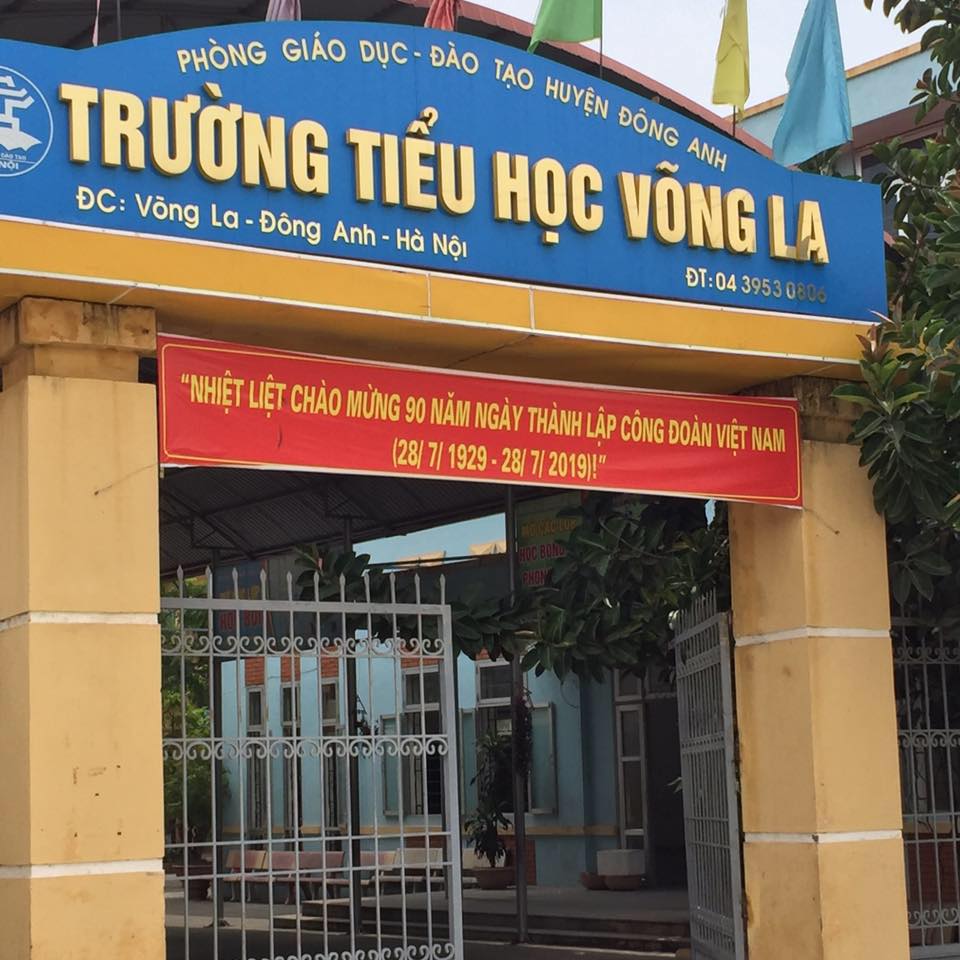 PHÒNG GIÁO DỤC - ĐÀO TẠO HUYỆN ĐÔNG ANH
TRƯỜNG TIỂU HỌC VÕNG LA
ĐC: Võng La - Đông Anh - Hà Nội
ĐT: 04 3953 0806
"NHIỆT LIỆT CHÀO MỪNG 90 NĂM NGÀY THÀNH LẬP CÔNG ĐOÀN VIỆT NAM
(28/ 7/ 1929 - 28/ 7/ 2019)!"